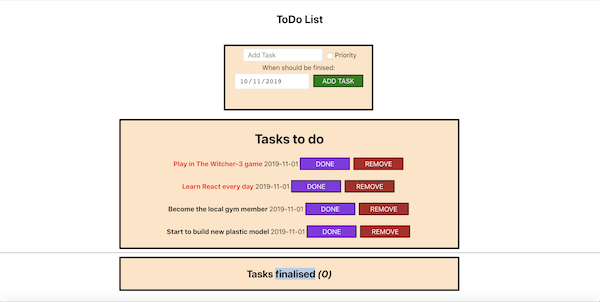 ToDo List
Add Task Priority
When should be finised:
10/11/2019 ADD TASK
Tasks to do
Play in The Witcher-3 game 2019-11-01 DONE REMOVE
Learn React every day 2019-11-01 DONE REMOVE
Become the local gym member 2019-11-01 DONE REMOVE
Start to build new plastic model 2019-11-01 DONE REMOVE
Tasks finalised (0)